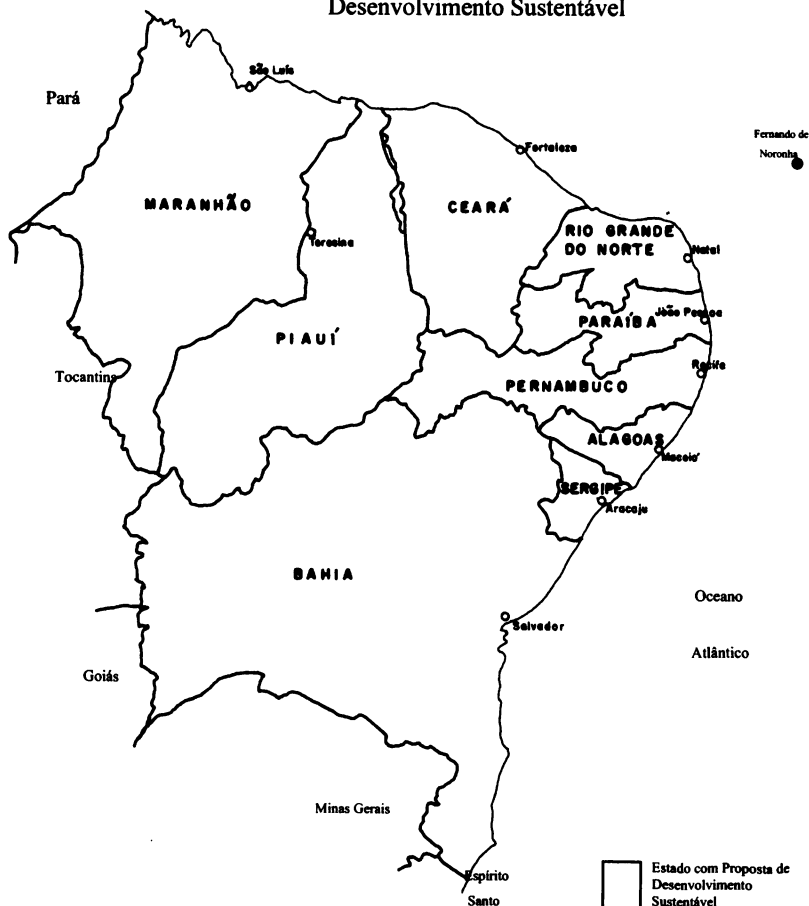 Desenvolvimento Sustentável
São Luís
Pará
Fortaleza
Fernando de
Noronha
MARANHÃO
CEARÁ
RIO GRANDE
DO NORTE
Teresina
Natal
PIAUÍ
PARAÍBA
João Pessoa
Tocantins
Recife
PERNAMBUCO
ALAGOAS
Maceió
SERGIPE
Aracaju
BAHIA
Oceano
Salvador
Atlântico
Goiás
Minas Gerais
Espírito
Santo
Estado com Proposta de
Desenvolvimento
Sustentável